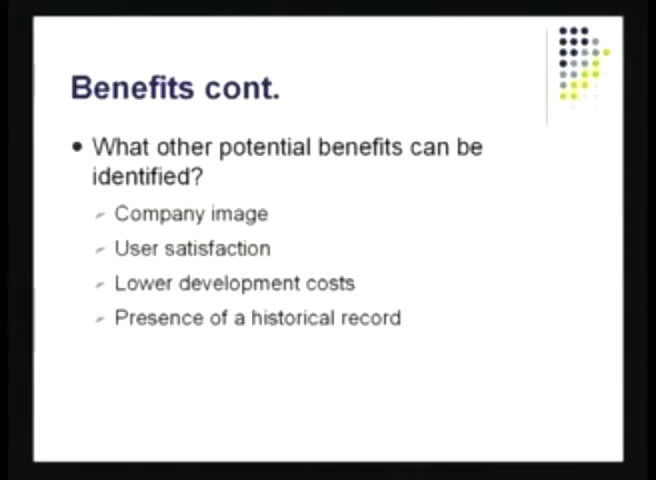 Benefits cont.
What other potential benefits can be
identified?
Company image
User satisfaction
Lower development costs
Presence of a historical record